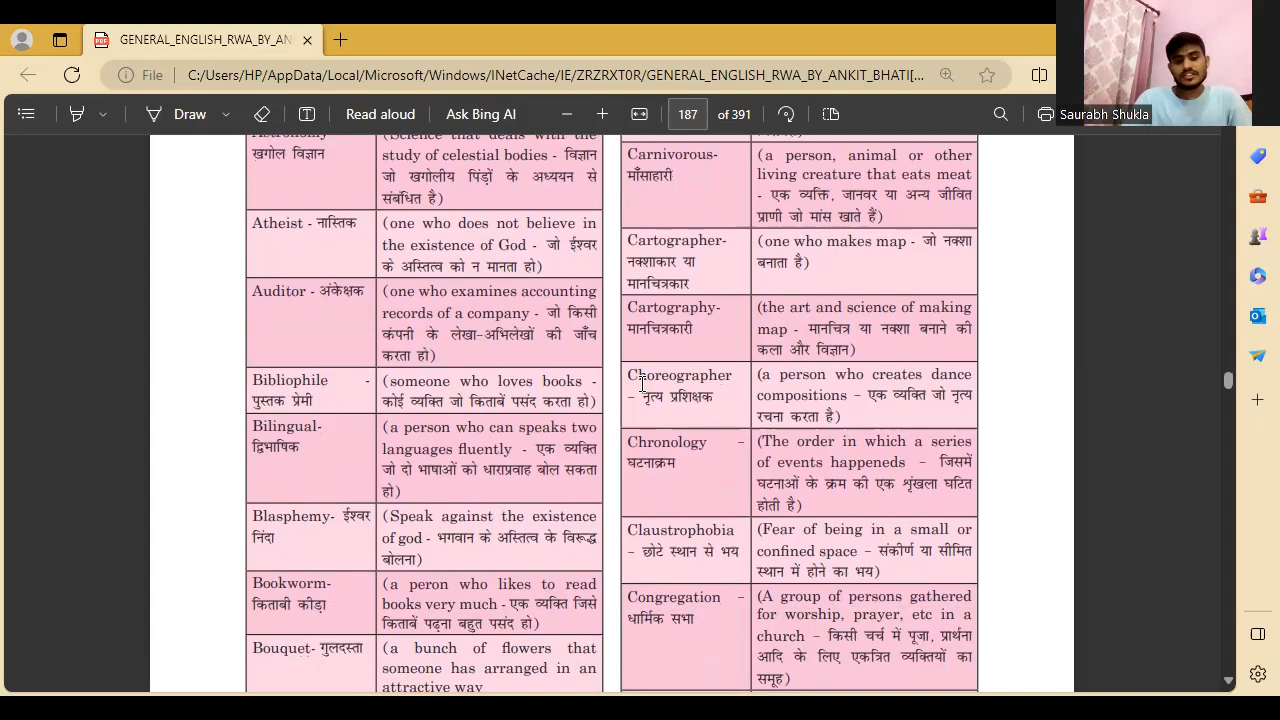 GENERAL_ENGLISH_RWA_BY_AN
File
C:/Users/HP/AppData/Local/Microsoft/Windows/INetCache/IE/ZRZRXT0R/GENERAL_ENGLISH_RWA_BY_ANKIT_BHATI[...
Draw
Read aloud
Ask Bing AI
187
of 391
Saurabh Shukla
खगोल विज्ञान
(Science that deals with the
study of celestial bodies - विज्ञान
जो खगोलीय पिंड़ों के अध्ययन से
संबंधित है)
Atheist - नास्तिक
(one who does not believe in
the existence of God - जो ईश्वर
के अस्तित्व को न मानता हो)
Auditor - अंकेक्षक
(one who examines accounting
records of a company - जो किसी
कंपनी के लेखा-अभिलेखों की जाँच
करता हो)
Bibliophile -
पुस्तक प्रेमी
(someone who loves books -
कोई व्यक्ति जो किताबें पसंद करता हो)
Bilingual-
द्विभाषिक
(a person who can speaks two
languages fluently - एक व्यक्ति
जो दो भाषाओं को धाराप्रवाह बोल सकता
हो)
Blasphemy- ईश्वर
निंदा
(Speak against the existence
of god - भगवान के अस्तित्व के विरूद्ध
बोलना)
Bookworm-
किताबी कीड़ा
(a peron who likes to read
books very much - एक व्यक्ति जिसे
किताबें पढ़ना बहुत पसंद हो)
Bouquet- गुलदस्ता
(a bunch of flowers that
someone has arranged in an
attractive way
Carnivorous-
माँसाहारी
(a person, animal or other
living creature that eats meat
- एक व्यक्ति, जानवर या अन्य जीवित
प्राणी जो मांस खाते हैं)
Cartographer-
नक्शाकार या
मानचित्रकार
(one who makes map - जो नक्शा
बनाता है)
Cartography-
मानचित्रकारी
(the art and science of making
map - मानचित्र या नक्शा बनाने की
कला और विज्ञान)
Choreographer
– नृत्य प्रशिक्षक
(a person who creates dance
compositions – एक व्यक्ति जो नृत्य
रचना करता है)
Chronology –
घटनाक्रम
(The order in which a series
of events happeneds – जिसमें
घटनाओं के क्रम की एक शृंखला घटित
होती है)
Claustrophobia
– छोटे स्थान से भय
(Fear of being in a small or
confined space – संकीर्ण या सीमित
स्थान में होने का भय)
Congregation –
धार्मिक सभा
(A group of persons gathered
for worship, prayer, etc in a
church – किसी चर्च में पूजा, प्रार्थना
आदि के लिए एकत्रित व्यक्तियों का
समूह)